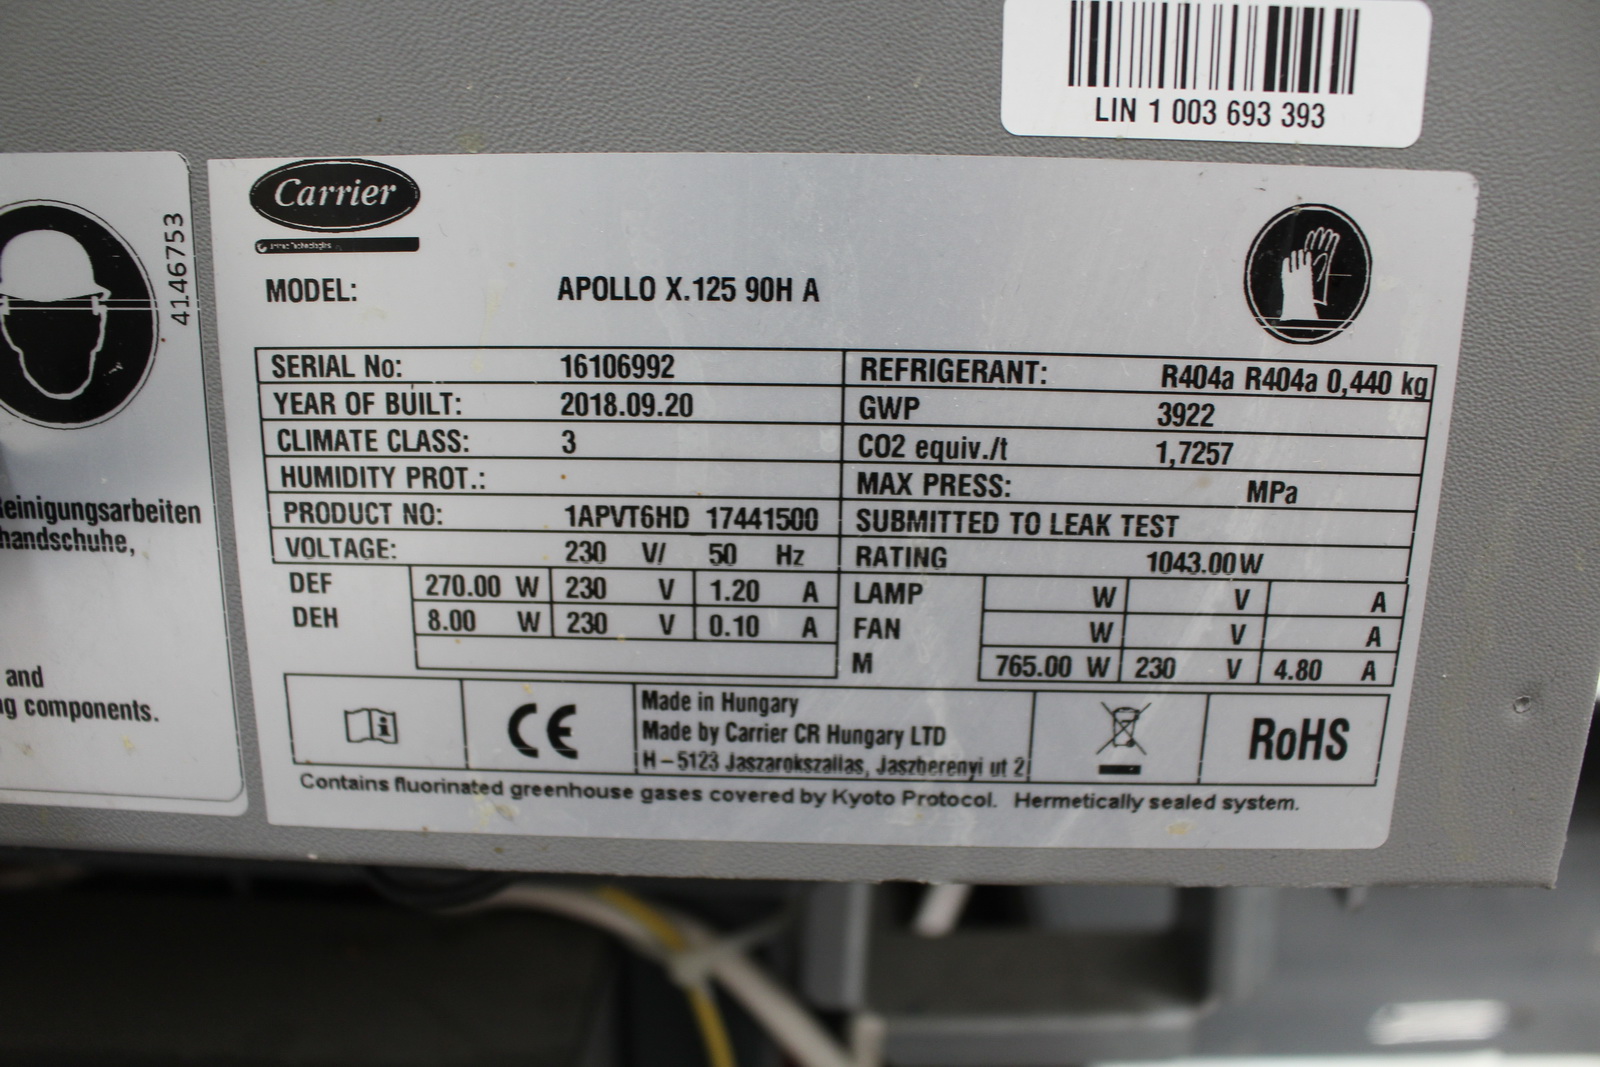 LIN 1 003 693 393
Carrier
4146753
MODEL: APOLLO X.125 90H A
SERIAL No: 16106992 REFRIGERANT: R404a R404a 0,440 kg
YEAR OF BUILT: 2018.09.20 GWP 3922
CLIMATE CLASS: 3 CO2 equiv./t 1,7257
HUMIDITY PROT.: MAX PRESS: MPa
PRODUCT NO: 1APVT6HD 17441500 SUBMITTED TO LEAK TEST
VOLTAGE: 230 V/ 50 Hz RATING 1043.00W
DEF 270.00 W 230 V 1.20 A LAMP W V A
DEH 8.00 W 230 V 0.10 A FAN W V A
M 765.00 W 230 V 4.80 A
CE
Made in Hungary
Made by Carrier CR Hungary LTD
H – 5123 Jaszarokszallas, Jaszberenyi ut 2
RoHS
Contains fluorinated greenhouse gases covered by Kyoto Protocol. Hermetically sealed system.
einigungsarbeiten
handschuhe,
and
g components.